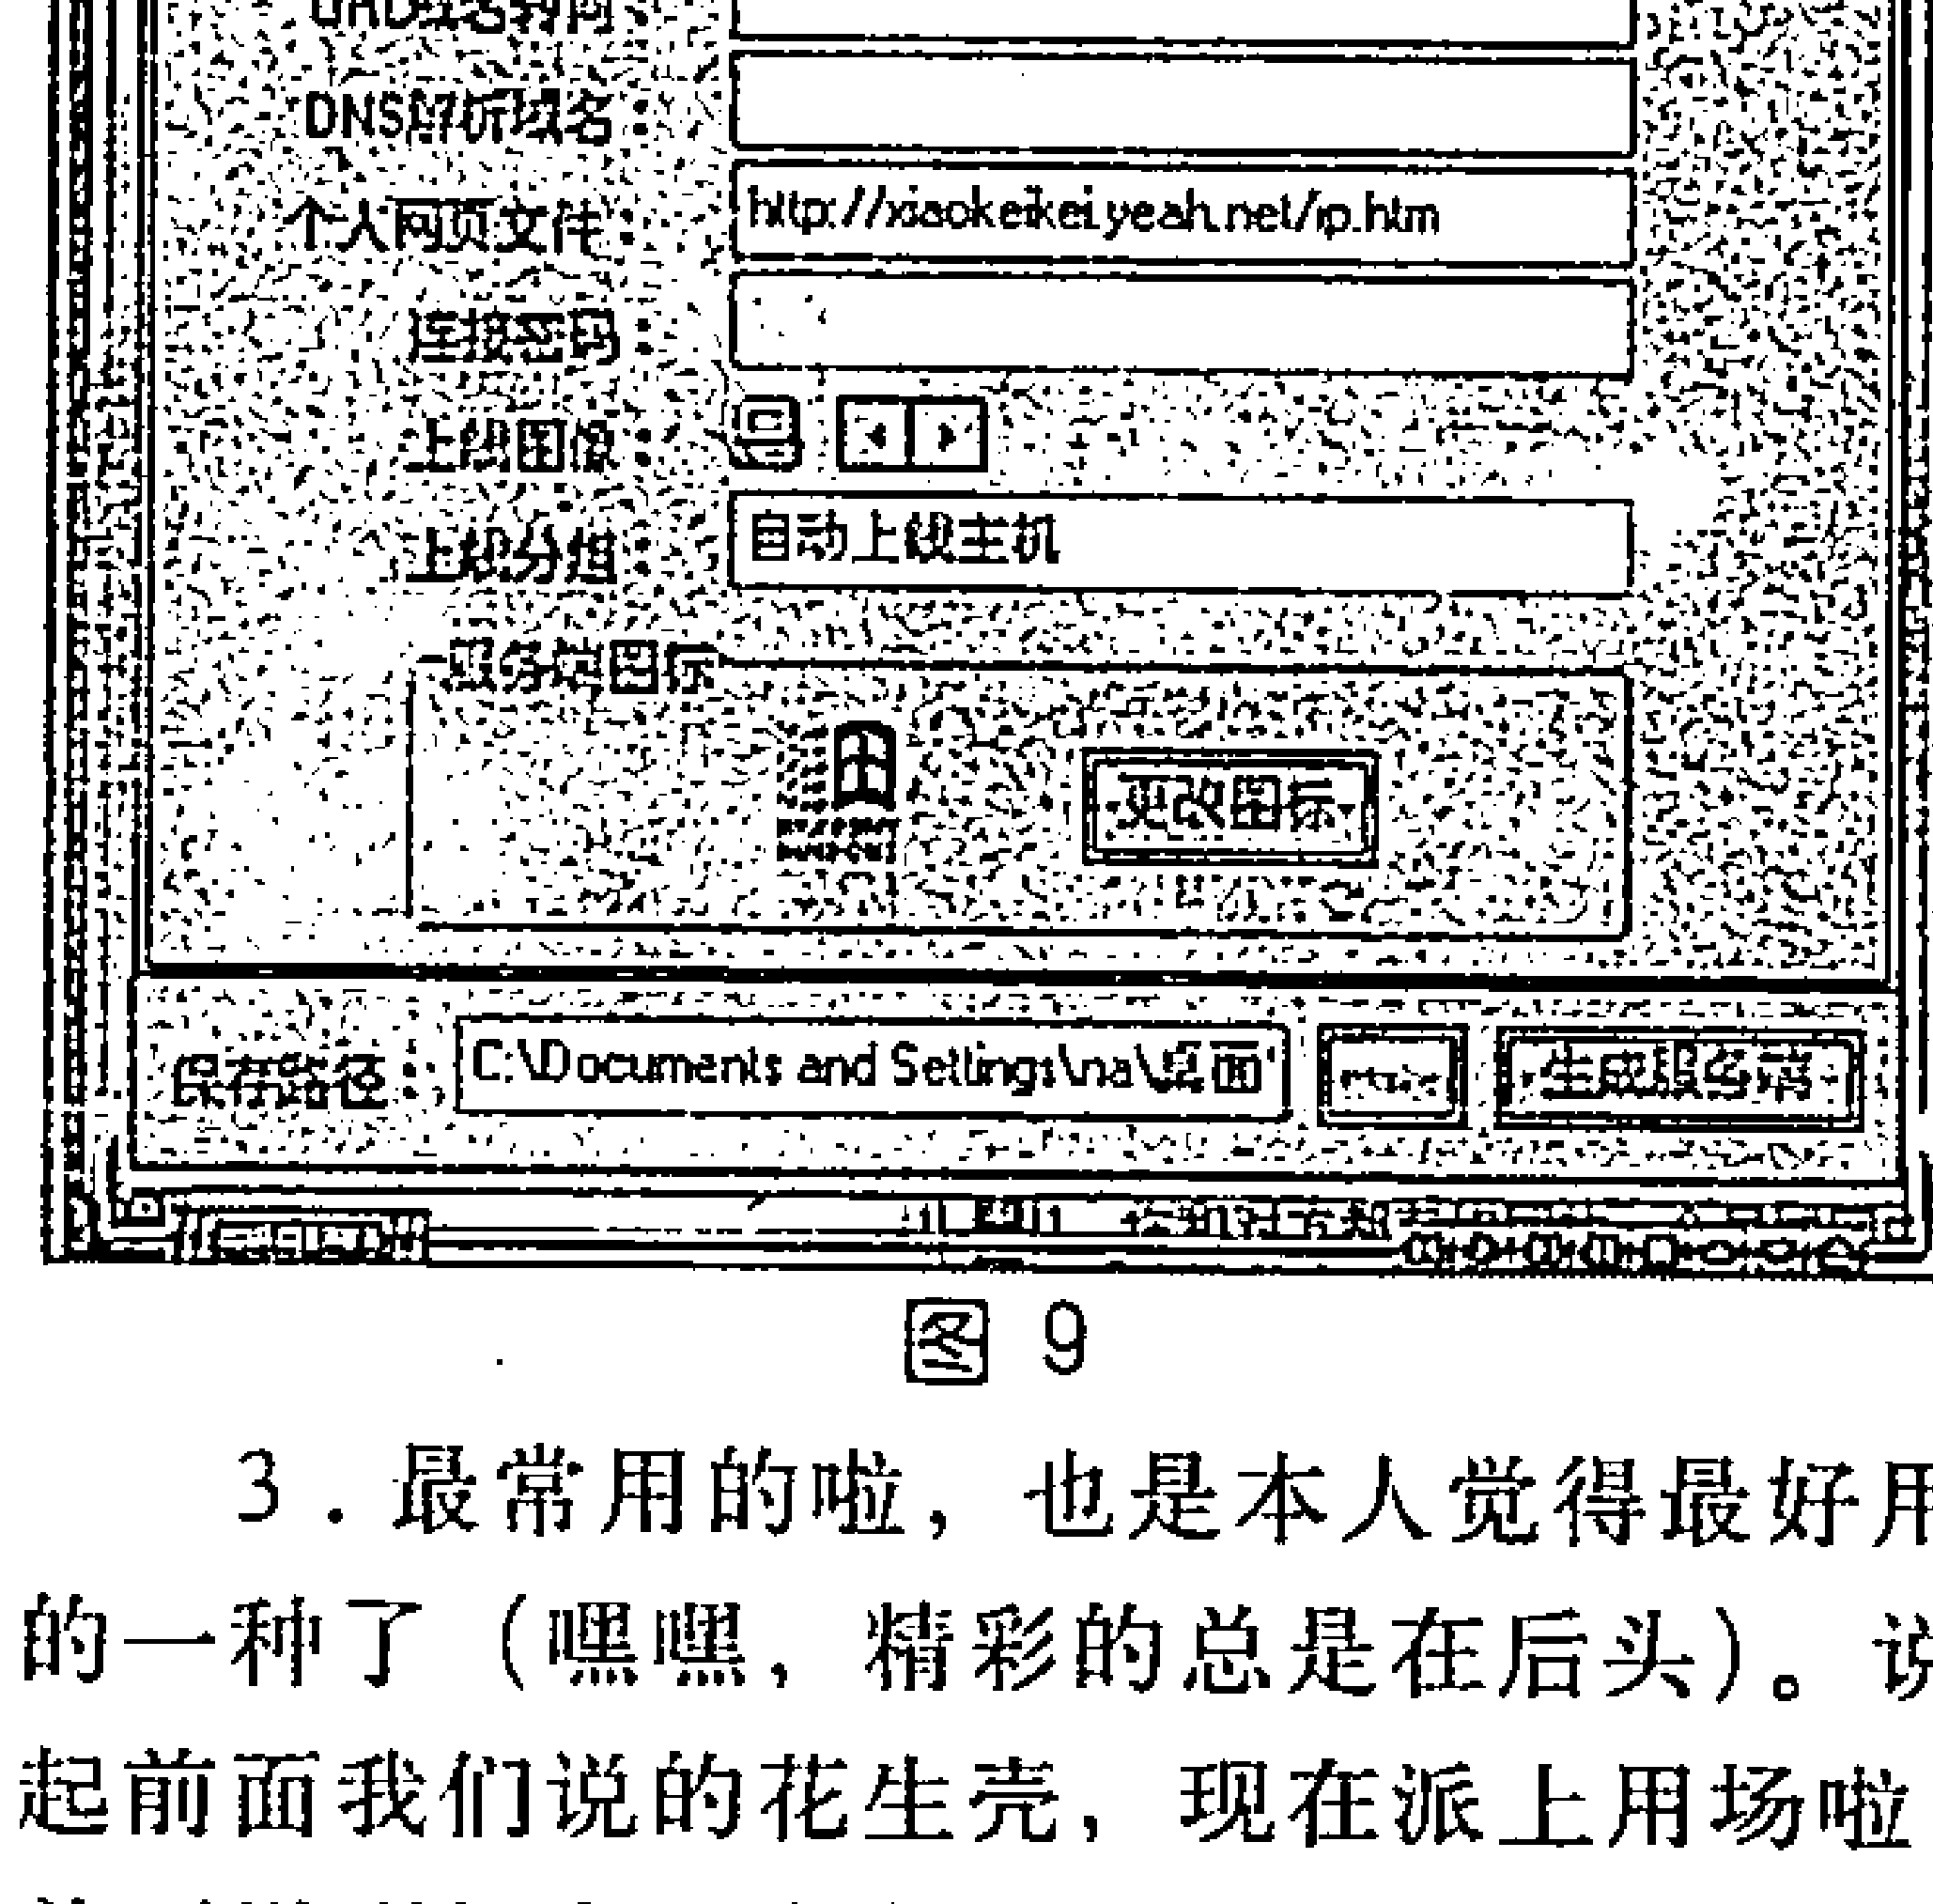 DNS解析域名:
个人网页文件: http://xiaokeikei.yeah.net/ip.htm
连接密码:
上线图像:
上线分组: 自动上线主机
服务端图标
更改图标
保存路径: C:\Documents and Settings\na\桌面
生成服务端
图 9
3.最常用的啦，也是本人觉得最好用
的一种了（嘿嘿，精彩的总是在后头）。说
起前面我们说的花生壳，现在派上用场啦